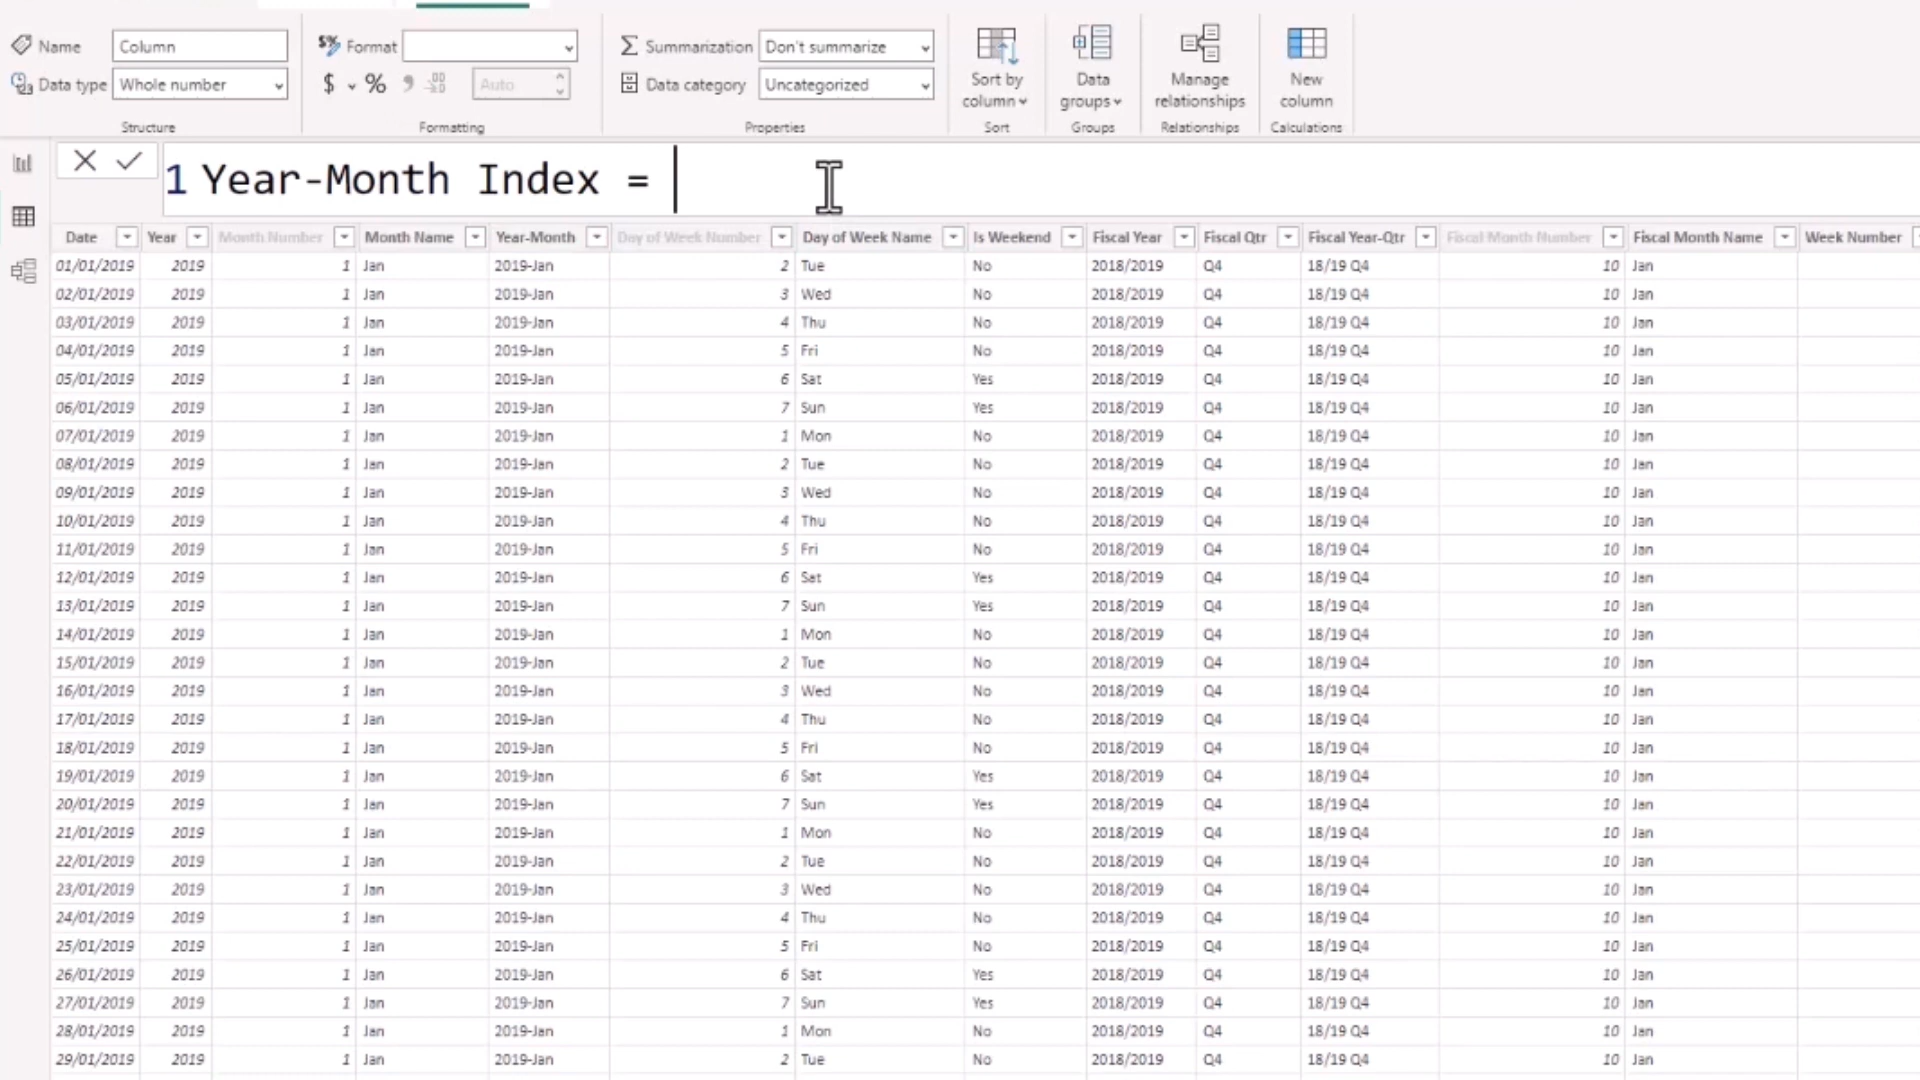 Name Column Format Summarization Don't summarize
Data type Whole number $ % Auto Data category Uncategorized
Sort by column Data groups Manage relationships New column
Structure Formatting Properties Sort Groups Relationships Calculations
1 Year-Month Index =
Date Year Month Number Month Name Year-Month Day of Week Number Day of Week Name Is Weekend Fiscal Year Fiscal Qtr Fiscal Year-Qtr Fiscal Month Number Fiscal Month Name Week Number
01/01/2019 2019 1 Jan 2019-Jan 2 Tue No 2018/2019 Q4 18/19 Q4 10 Jan
02/01/2019 2019 1 Jan 2019-Jan 3 Wed No 2018/2019 Q4 18/19 Q4 10 Jan
03/01/2019 2019 1 Jan 2019-Jan 4 Thu No 2018/2019 Q4 18/19 Q4 10 Jan
04/01/2019 2019 1 Jan 2019-Jan 5 Fri No 2018/2019 Q4 18/19 Q4 10 Jan
05/01/2019 2019 1 Jan 2019-Jan 6 Sat Yes 2018/2019 Q4 18/19 Q4 10 Jan
06/01/2019 2019 1 Jan 2019-Jan 7 Sun Yes 2018/2019 Q4 18/19 Q4 10 Jan
07/01/2019 2019 1 Jan 2019-Jan 1 Mon No 2018/2019 Q4 18/19 Q4 10 Jan
08/01/2019 2019 1 Jan 2019-Jan 2 Tue No 2018/2019 Q4 18/19 Q4 10 Jan
09/01/2019 2019 1 Jan 2019-Jan 3 Wed No 2018/2019 Q4 18/19 Q4 10 Jan
10/01/2019 2019 1 Jan 2019-Jan 4 Thu No 2018/2019 Q4 18/19 Q4 10 Jan
11/01/2019 2019 1 Jan 2019-Jan 5 Fri No 2018/2019 Q4 18/19 Q4 10 Jan
12/01/2019 2019 1 Jan 2019-Jan 6 Sat Yes 2018/2019 Q4 18/19 Q4 10 Jan
13/01/2019 2019 1 Jan 2019-Jan 7 Sun Yes 2018/2019 Q4 18/19 Q4 10 Jan
14/01/2019 2019 1 Jan 2019-Jan 1 Mon No 2018/2019 Q4 18/19 Q4 10 Jan
15/01/2019 2019 1 Jan 2019-Jan 2 Tue No 2018/2019 Q4 18/19 Q4 10 Jan
16/01/2019 2019 1 Jan 2019-Jan 3 Wed No 2018/2019 Q4 18/19 Q4 10 Jan
17/01/2019 2019 1 Jan 2019-Jan 4 Thu No 2018/2019 Q4 18/19 Q4 10 Jan
18/01/2019 2019 1 Jan 2019-Jan 5 Fri No 2018/2019 Q4 18/19 Q4 10 Jan
19/01/2019 2019 1 Jan 2019-Jan 6 Sat Yes 2018/2019 Q4 18/19 Q4 10 Jan
20/01/2019 2019 1 Jan 2019-Jan 7 Sun Yes 2018/2019 Q4 18/19 Q4 10 Jan
21/01/2019 2019 1 Jan 2019-Jan 1 Mon No 2018/2019 Q4 18/19 Q4 10 Jan
22/01/2019 2019 1 Jan 2019-Jan 2 Tue No 2018/2019 Q4 18/19 Q4 10 Jan
23/01/2019 2019 1 Jan 2019-Jan 3 Wed No 2018/2019 Q4 18/19 Q4 10 Jan
24/01/2019 2019 1 Jan 2019-Jan 4 Thu No 2018/2019 Q4 18/19 Q4 10 Jan
25/01/2019 2019 1 Jan 2019-Jan 5 Fri No 2018/2019 Q4 18/19 Q4 10 Jan
26/01/2019 2019 1 Jan 2019-Jan 6 Sat Yes 2018/2019 Q4 18/19 Q4 10 Jan
27/01/2019 2019 1 Jan 2019-Jan 7 Sun Yes 2018/2019 Q4 18/19 Q4 10 Jan
28/01/2019 2019 1 Jan 2019-Jan 1 Mon No 2018/2019 Q4 18/19 Q4 10 Jan
29/01/2019 2019 1 Jan 2019-Jan 2 Tue No 2018/2019 Q4 18/19 Q4 10 Jan